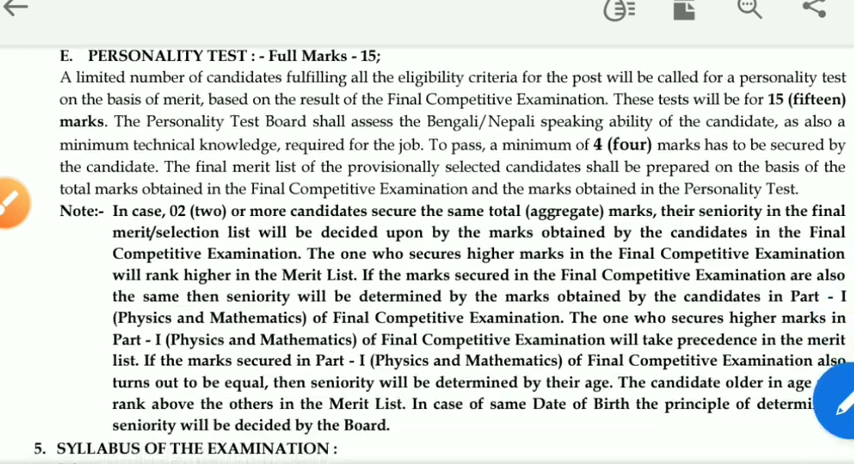 E. PERSONALITY TEST : - Full Marks - 15;
A limited number of candidates fulfilling all the eligibility criteria for the post will be called for a personality test
on the basis of merit, based on the result of the Final Competitive Examination. These tests will be for 15 (fifteen)
marks. The Personality Test Board shall assess the Bengali/Nepali speaking ability of the candidate, as also a
minimum technical knowledge, required for the job. To pass, a minimum of 4 (four) marks has to be secured by
the candidate. The final merit list of the provisionally selected candidates shall be prepared on the basis of the
total marks obtained in the Final Competitive Examination and the marks obtained in the Personality Test.
Note:- In case, 02 (two) or more candidates secure the same total (aggregate) marks, their seniority in the final
merit/selection list will be decided upon by the marks obtained by the candidates in the Final
Competitive Examination. The one who secures higher marks in the Final Competitive Examination
will rank higher in the Merit List. If the marks secured in the Final Competitive Examination are also
the same then seniority will be determined by the marks obtained by the candidates in Part - I
(Physics and Mathematics) of Final Competitive Examination. The one who secures higher marks in
Part - I (Physics and Mathematics) of Final Competitive Examination will take precedence in the merit
list. If the marks secured in Part - I (Physics and Mathematics) of Final Competitive Examination also
turns out to be equal, then seniority will be determined by their age. The candidate older in age
rank above the others in the Merit List. In case of same Date of Birth the principle of determi
seniority will be decided by the Board.
5. SYLLABUS OF THE EXAMINATION :